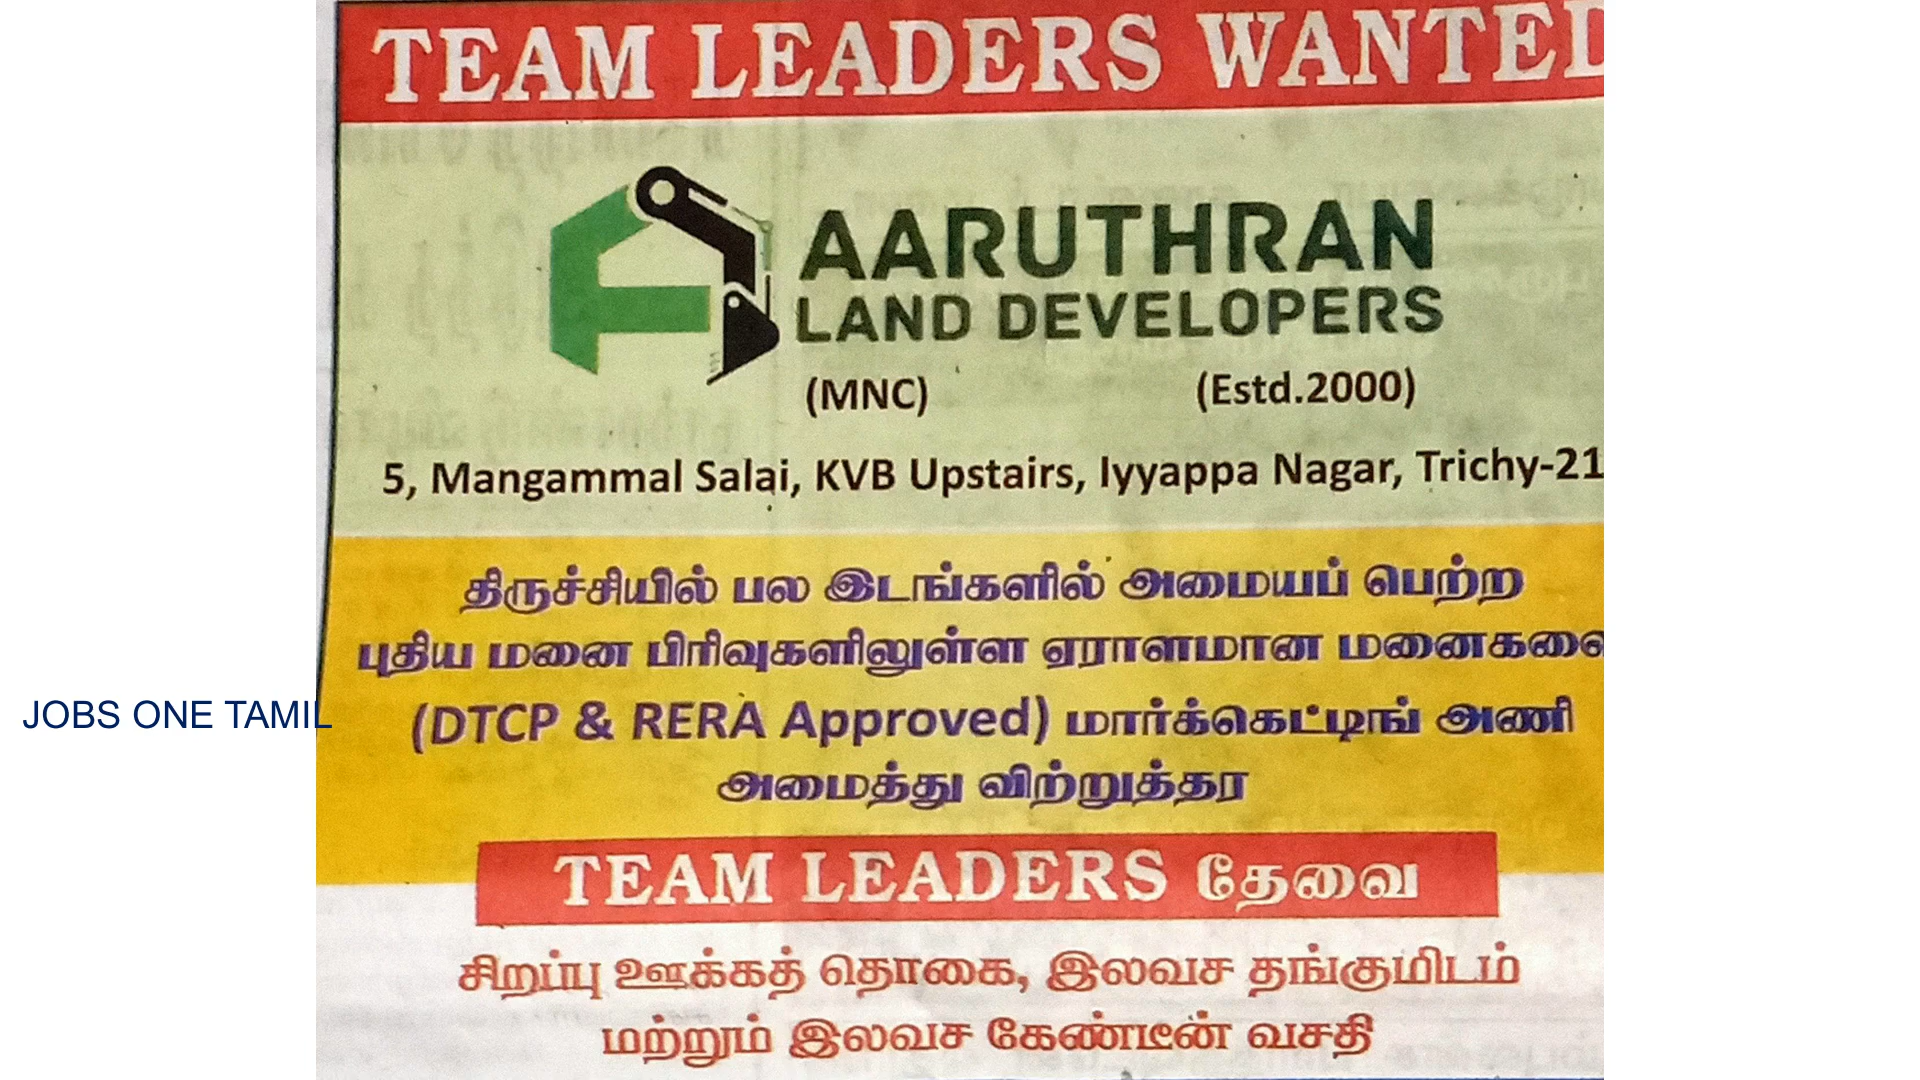 TEAM LEADERS WANTED
AARUTHRAN
LAND DEVELOPERS
(MNC) (Estd.2000)
5, Mangammal Salai, KVB Upstairs, Iyyappa Nagar, Trichy-21
திருச்சியில் பல இடங்களில் அமையப் பெற்ற
புதிய மனை பிரிவுகளிலுள்ள ஏராளமான மனைகளை
JOBS ONE TAMIL
(DTCP & RERA Approved) மார்க்கெட்டிங் அணி
அமைத்து விற்றுத்தர
TEAM LEADERS தேவை
சிறப்பு ஊக்கத் தொகை, இலவச தங்குமிடம்
மற்றும் இலவச கேண்டீன் வசதி